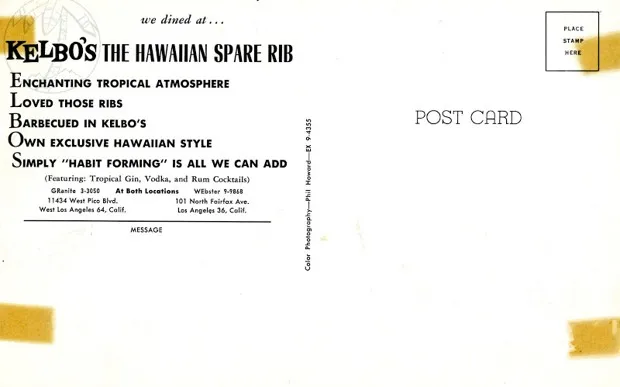 we dined at...
KELBO'S THE HAWAIIAN SPARE RIB
ENCHANTING TROPICAL ATMOSPHERE
LOVED THOSE RIBS
BARBECUED IN KELBO'S
OWN EXCLUSIVE HAWAIIAN STYLE
SIMPLY "HABIT FORMING" IS ALL WE CAN ADD
(Featuring: Tropical Gin, Vodka, and Rum Cocktails)
GRanite 3-3050 At Both Locations WEbster 9-9868
11434 West Pico Blvd. 101 North Fairfax Ave.
West Los Angeles 64, Calif. Los Angeles 36, Calif.
MESSAGE
Color Photography—Phil Howard—EX 9-4355
PLACE
STAMP
HERE
POST CARD